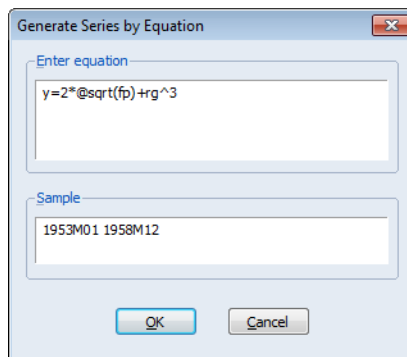 Generate Series by Equation
Enter equation
y=2*@sqrt(fp)+rg^3
Sample
1953M01 1958M12
OK
Cancel